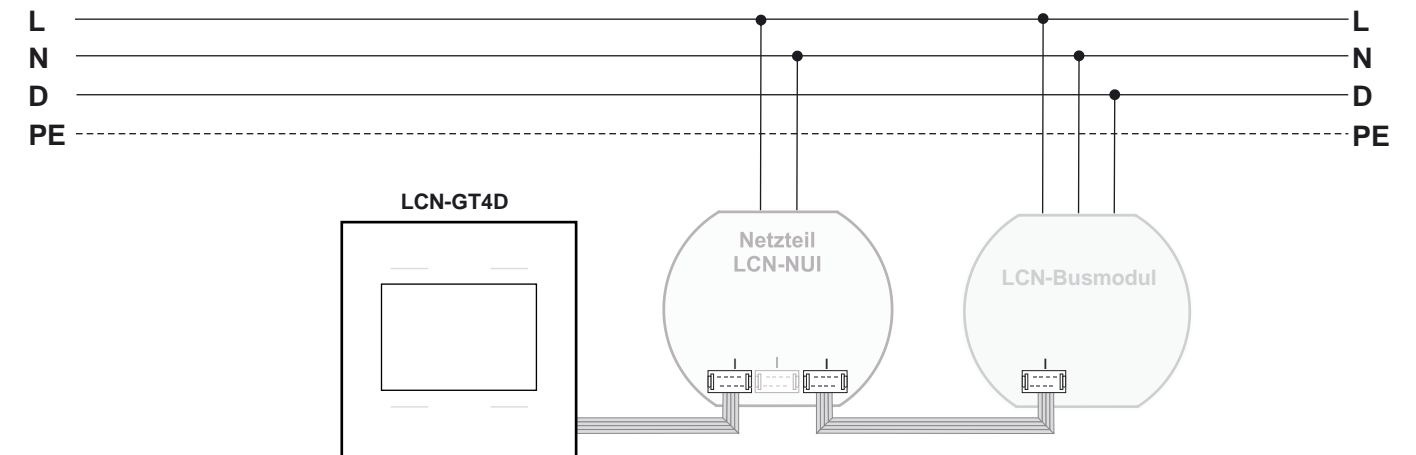 L L
N N
D D
PE PE
LCN-GT4D
Netzteil
LCN-NUI
LCN-Busmodul
I I I I